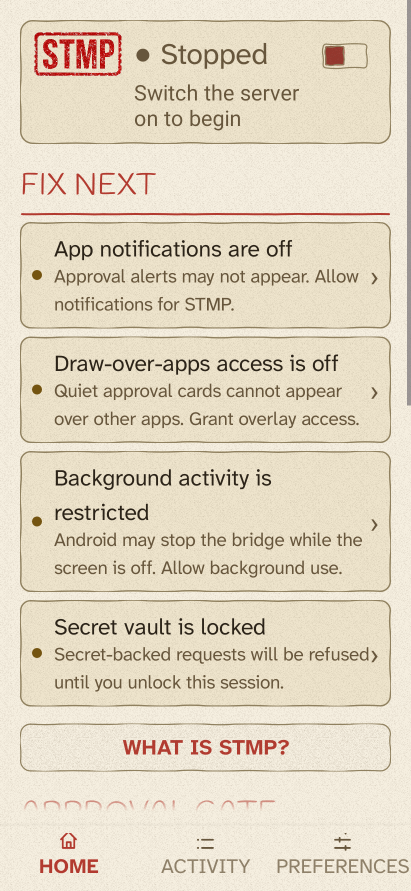 STMP
● Stopped
Switch the server
on to begin
FIX NEXT
App notifications are off
Approval alerts may not appear. Allow
notifications for STMP.
Draw-over-apps access is off
Quiet approval cards cannot appear
over other apps. Grant overlay access.
Background activity is
restricted
Android may stop the bridge while the
screen is off. Allow background use.
Secret vault is locked
Secret-backed requests will be refused
until you unlock this session.
WHAT IS STMP?
APPROVAL GATE
HOME
ACTIVITY
PREFERENCES